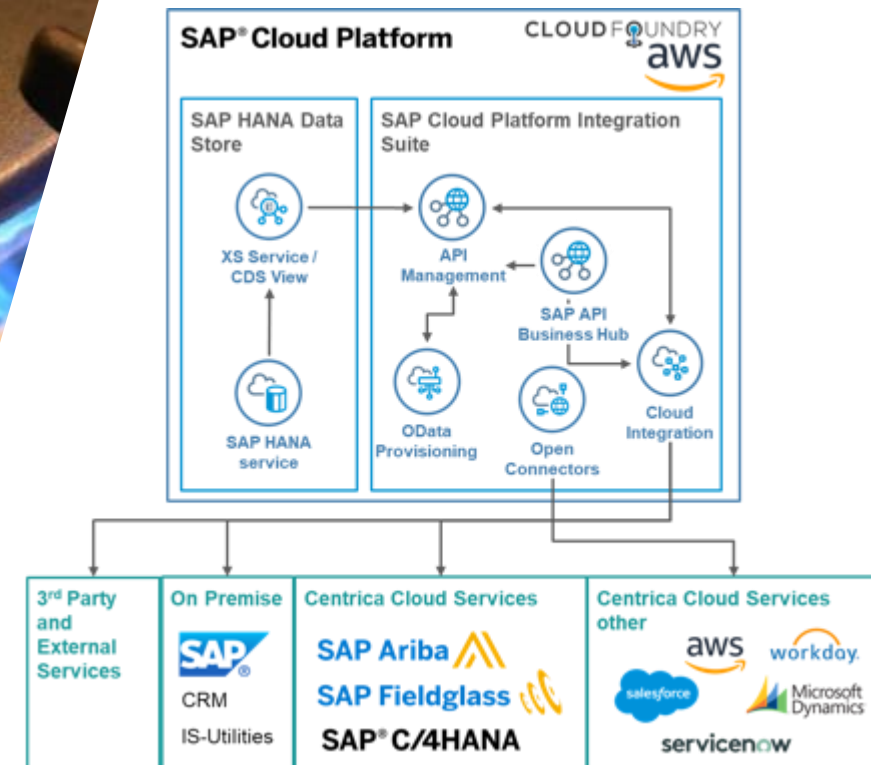 SAP® Cloud Platform
CLOUD FOUNDRY
aws
SAP HANA Data
Store
SAP Cloud Platform Integration
Suite
XS Service /
CDS View
API
Management
SAP API
Business Hub
SAP HANA
service
OData
Provisioning
Open
Connectors
Cloud
Integration
3rd Party
and
External
Services
On Premise
SAP®
CRM
IS-Utilities
Centrica Cloud Services
SAP Ariba
SAP Fieldglass
SAP® C/4HANA
Centrica Cloud Services
other
aws
workday.
salesforce
Microsoft
Dynamics
servicenow